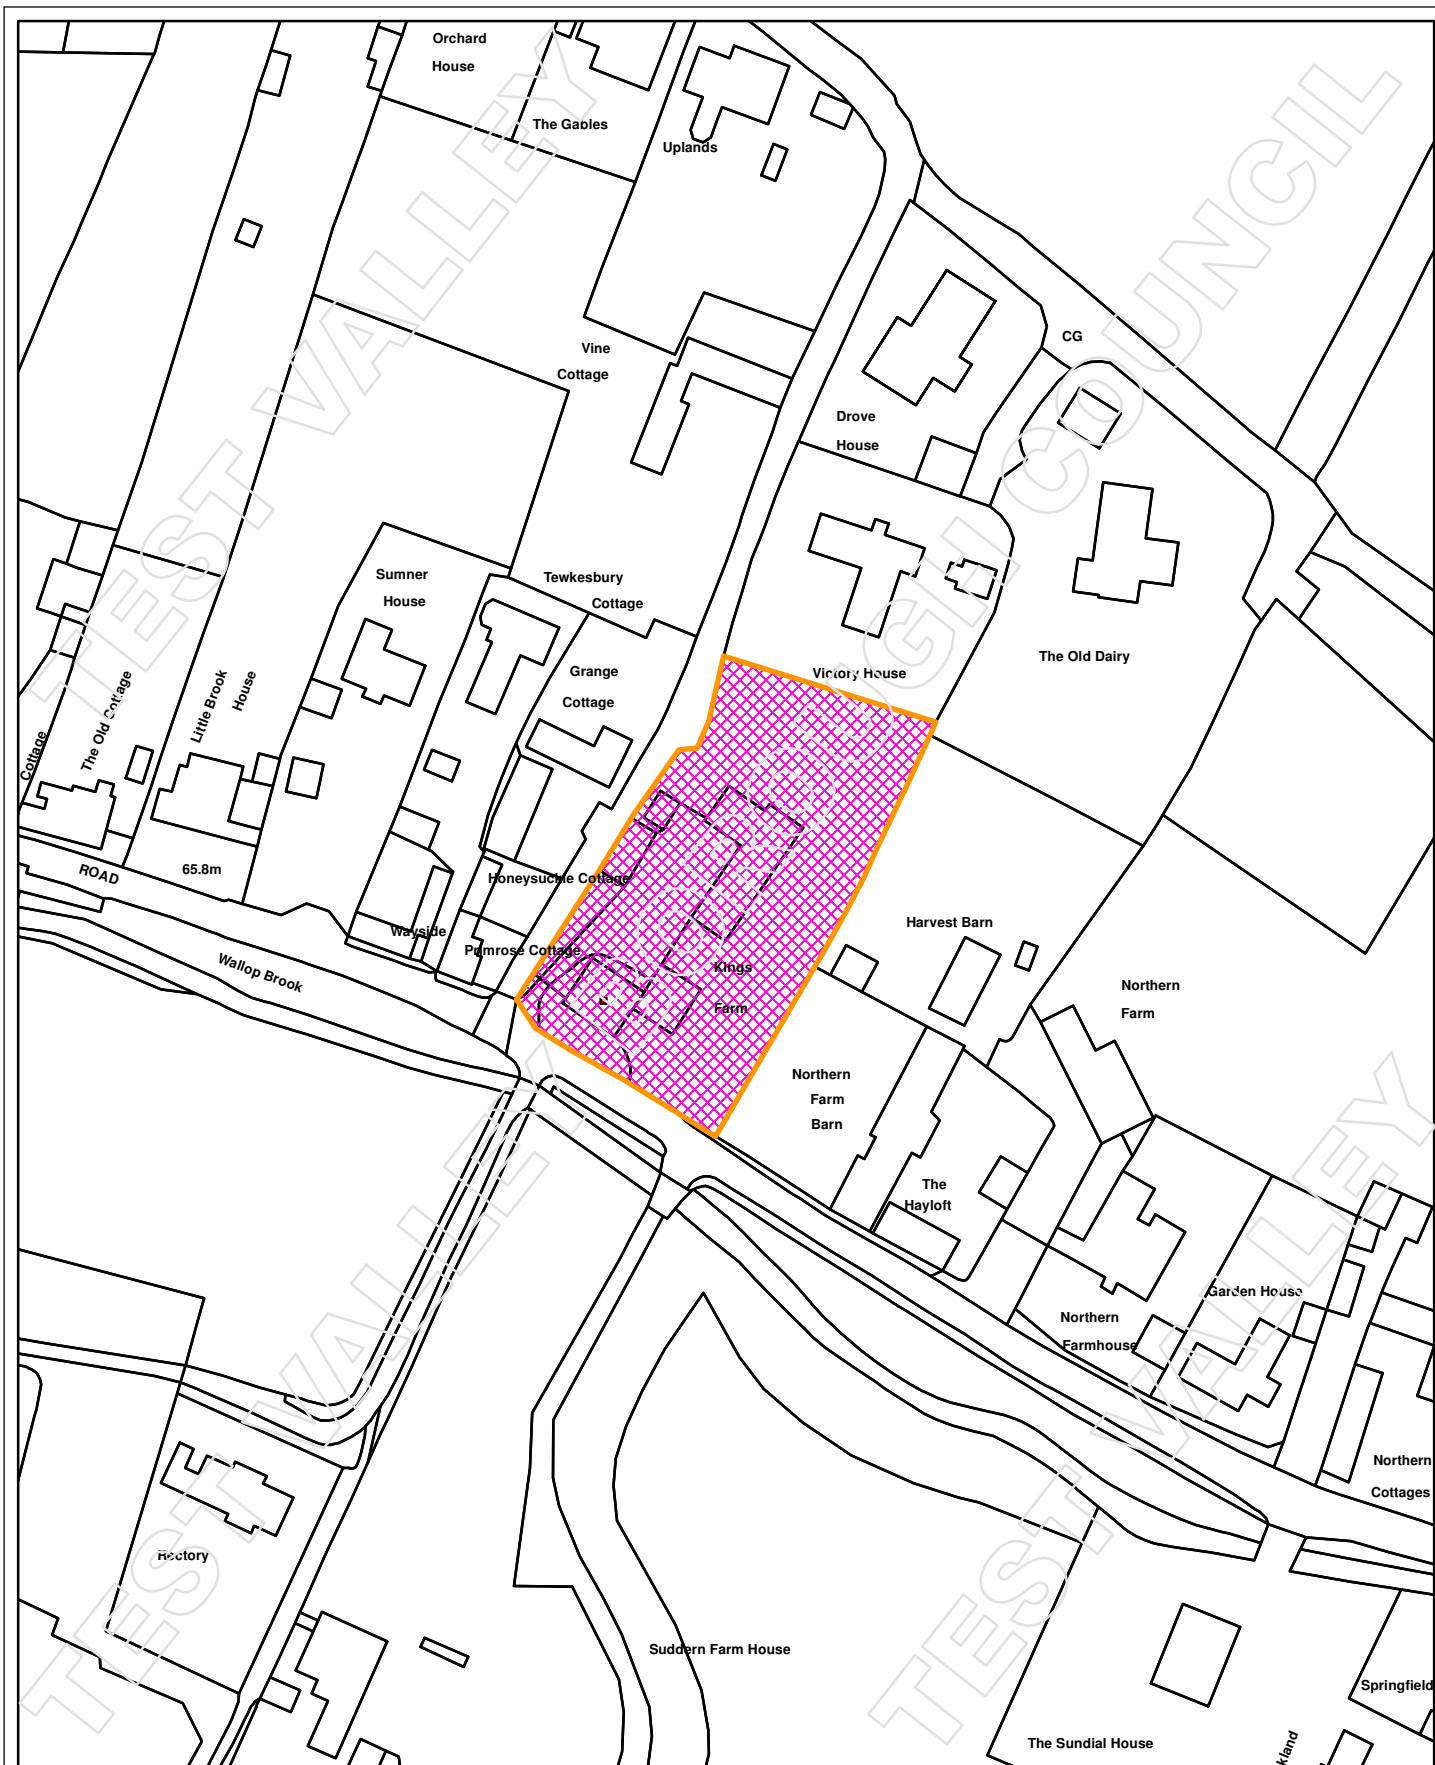 Orchard
House
The Gables
Uplands
Vine
Cottage
CG
Drove
House
Sumner
House
Tewkesbury
Cottage
Grange
Cottage
Victory House
The Old Dairy
Cottage
The Old Cottage
Little Brook
House
ROAD
65.8m
Honeysuckle Cottage
Wayside
Primrose Cottage
Wallop Brook
Kings
Farm
Harvest Barn
Northern
Farm
Northern
Farm
Barn
The
Hayloft
Northern
Farmhouse
Garden House
Northern
Cottages
Rectory
Suddern Farm House
The Sundial House
Springfield
kland
TEST VALLEY
COUNCIL
TEST VALLEY
TEST VALLEY